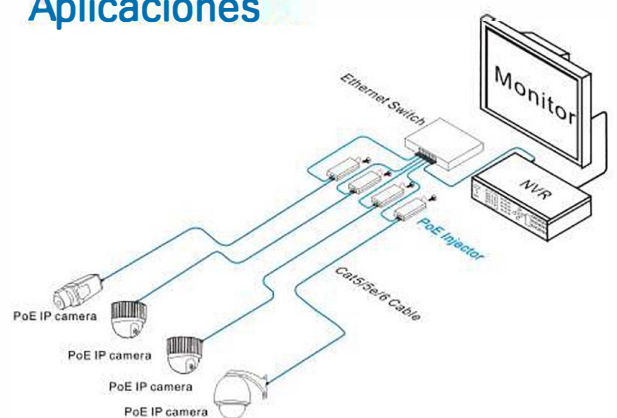 Aplicaciones
Ethernet Switch
Monitor
NVR
PoE Injector
Cat5/5e/6 Cable
PoE IP camera
PoE IP camera
PoE IP camera
PoE IP camera